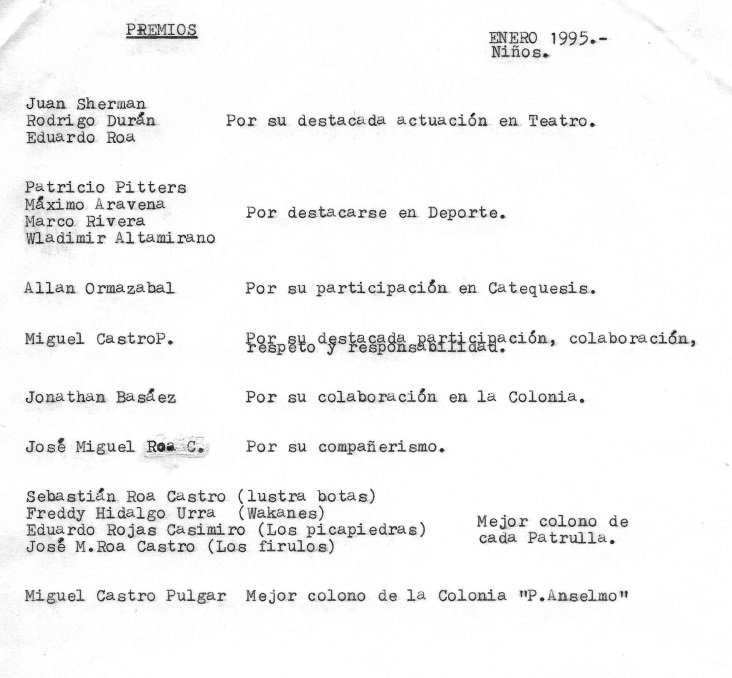 PREMIOS
ENERO 1995.-
Niños.
Juan Sherman
Rodrigo Durán
Eduardo Roa
Por su destacada actuación en Teatro.
Patricio Pitters
Máximo Aravena
Marco Rivera
Wladimir Altamirano
Por destacarse en Deporte.
Allan Ormazabal Por su participación en Catequesis.
Miguel CastroP. Por su destacada participación, colaboración,
respeto y responsabilidad.
Jonathan Basáez Por su colaboración en la Colonia.
José Miguel Roa C. Por su compañerismo.
Sebastián Roa Castro (lustra botas)
Freddy Hidalgo Urra (Wakanes)
Eduardo Rojas Casimiro (Los picapiedras)
José M.Roa Castro (Los firulos)
Mejor colono de
cada Patrulla.
Miguel Castro Pulgar Mejor colono de la Colonia "P.Anselmo"